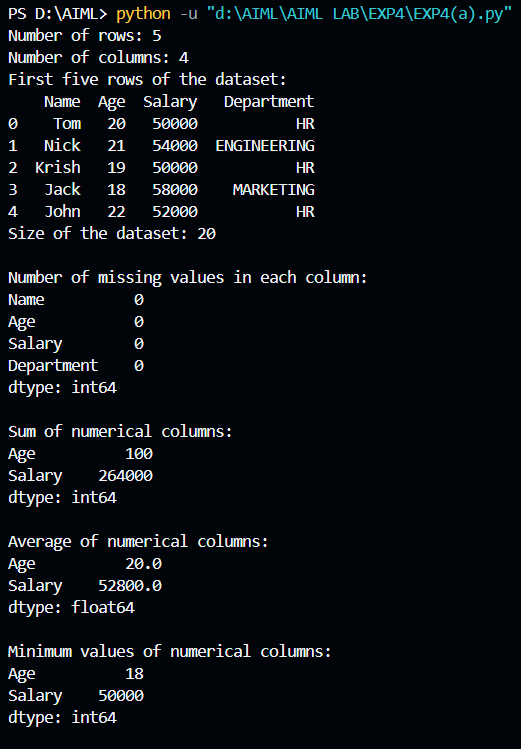 PS D:\AIML> python -u "d:\AIML\AIML LAB\EXP4\EXP4(a).py"
Number of rows: 5
Number of columns: 4
First five rows of the dataset:
    Name  Age  Salary   Department
0    Tom   20   50000           HR
1   Nick   21   54000  ENGINEERING
2  Krish   19   50000           HR
3   Jack   18   58000    MARKETING
4   John   22   52000           HR
Size of the dataset: 20

Number of missing values in each column:
Name          0
Age           0
Salary        0
Department    0
dtype: int64

Sum of numerical columns:
Age          100
Salary    264000
dtype: int64

Average of numerical columns:
Age          20.0
Salary    52800.0
dtype: float64

Minimum values of numerical columns:
Age          18
Salary    50000
dtype: int64